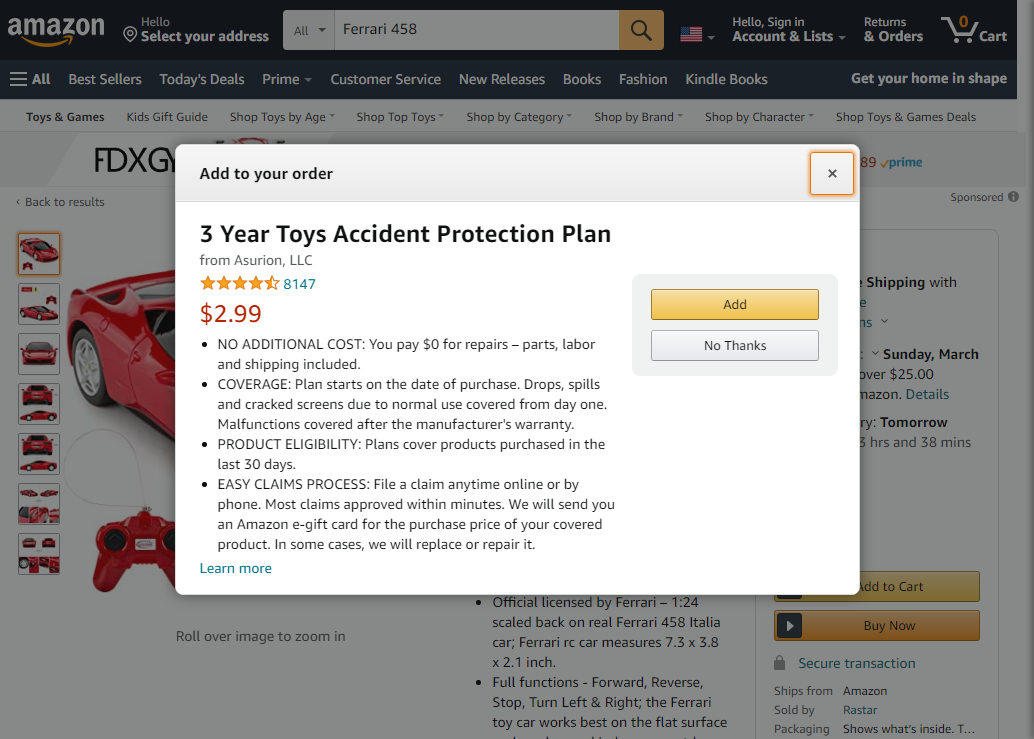 amazon
Hello
Select your address
All
Ferrari 458
Hello, Sign in
Account & Lists
Returns
& Orders
0
Cart
All
Best Sellers
Today's Deals
Prime
Customer Service
New Releases
Books
Fashion
Kindle Books
Get your home in shape
Toys & Games
Kids Gift Guide
Shop Toys by Age
Shop Top Toys
Shop by Category
Shop by Brand
Shop by Character
Shop Toys & Games Deals
FDXGY
89 prime
‹ Back to results
Sponsored
Add to your order
×
3 Year Toys Accident Protection Plan
from Asurion, LLC
8147
$2.99
• NO ADDITIONAL COST: You pay $0 for repairs – parts, labor
and shipping included.
• COVERAGE: Plan starts on the date of purchase. Drops, spills
and cracked screens due to normal use covered from day one.
Malfunctions covered after the manufacturer's warranty.
• PRODUCT ELIGIBILITY: Plans cover products purchased in the
last 30 days.
• EASY CLAIMS PROCESS: File a claim anytime online or by
phone. Most claims approved within minutes. We will send you
an Amazon e-gift card for the purchase price of your covered
product. In some cases, we will replace or repair it.
Learn more
Add
No Thanks
Shipping with
Sunday, March
over $25.00
Details
Tomorrow
3 hrs and 38 mins
Add to Cart
Buy Now
Secure transaction
Ships from Amazon
Sold by Rastar
Packaging Shows what's inside. T…
Roll over image to zoom in
• Official licensed by Ferrari – 1:24
scaled back on real Ferrari 458 Italia
car; Ferrari rc car measures 7.3 x 3.8
x 2.1 inch.
• Full functions - Forward, Reverse,
Stop, Turn Left & Right; the Ferrari
toy car works best on the flat surface